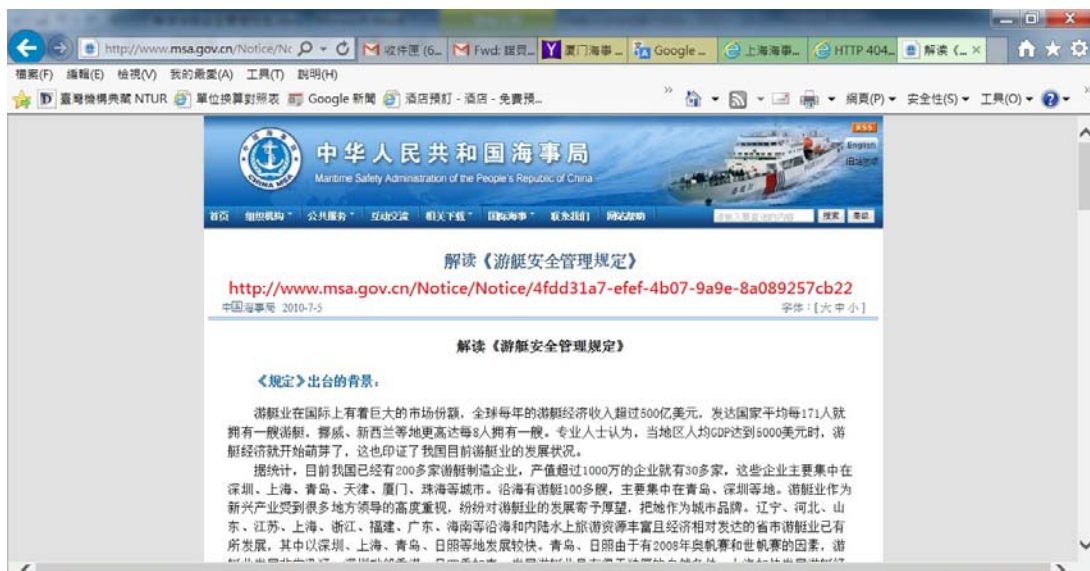 http://www.msa.gov.cn/Notice/Nc
收件匣 (6...
Fwd: 
厦门海事 ...
Google ...
上海海事...
HTTP 404...
解读《...
檔案(F) 編輯(E) 檢視(V) 我的最愛(A) 工具(T) 說明(H)
臺灣機構典藏 NTUR 單位換算對照表 Google 新聞 酒店預訂 - 酒店 - 免費預... 網頁(P) 安全性(S) 工具(O)
RSS
English
中华人民共和国海事局
Maritime Safety Administration of the People's Republic of China
CHINA MSA
首页 组织机构 公共服务 互动交流 相关下载 国际海事 联系我们 网站帮助 搜索
解读《游艇安全管理规定》
http://www.msa.gov.cn/Notice/Notice/4fdd31a7-efef-4b07-9a9e-8a089257cb22
中国海事局 2010-7-5 字体：[大 中 小]
解读《游艇安全管理规定》
《规定》出台的背景：
游艇业在国际上有着巨大的市场份额，全球每年的游艇经济收入超过500亿美元，发达国家平均每171人就
拥有一艘游艇，挪威、新西兰等地更高达每8人拥有一艘。专业人士认为，当地区人均GDP达到5000美元时，游
艇经济就开始萌芽了，这也印证了我国目前游艇业的发展状况。
据统计，目前我国已经有200多家游艇制造企业，产值超过1000万的企业就有30多家，这些企业主要集中在
深圳、上海、青岛、天津、厦门、珠海等城市。沿海有游艇100多艘，主要集中在青岛、深圳等地。游艇业作为
新兴产业受到很多地方领导的高度重视，纷纷对游艇业的发展寄予厚望，把她作为城市品牌。辽宁、河北、山
东、江苏、上海、浙江、福建、广东、海南等沿海和内陆水上旅游资源丰富且经济相对发达的省市游艇业已有
所发展，其中以深圳、上海、青岛、日照等地发展较快。青岛、日照由于有2008年奥帆赛和世帆赛的因素，游